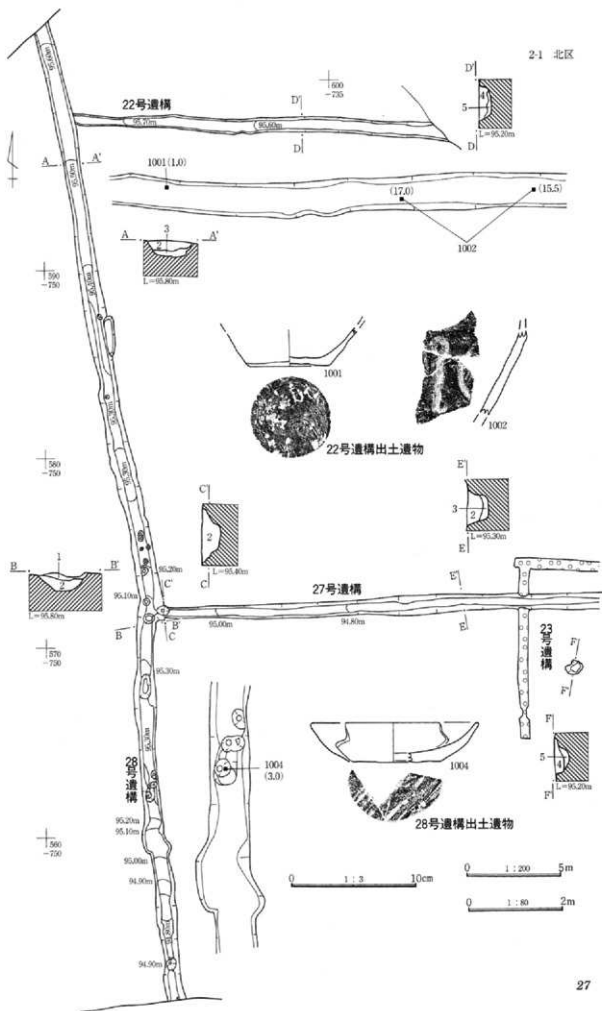 2-1 北区
95.80m
22号遺構
600
-735
D'
D'
4
5
D
L=95.20m
95.70m
95.60m
D
A
A'
95.90m
1001(1.0)
(17.0)
(15.5)
1002
3
A
A'
2
L=95.80m
590
-750
1001
1002
22号遺構出土遺物
580
-750
C'
2
C
L=95.40m
E'
3
2
L=95.30m
E
1
B
B'
2
L=95.80m
95.20m
95.10m
C'
B'
B
C
27号遺構
95.00m
94.80m
E'
E
23号遺構
F
F'
570
-750
95.30m
F
5
4
L=95.20m
F'
28号遺構
1004
(3.0)
1004
28号遺構出土遺物
95.20m
95.10m
560
-750
95.00m
94.90m
94.90m
0
1:3
10cm
0
1:200
5m
0
1:80
2m
27